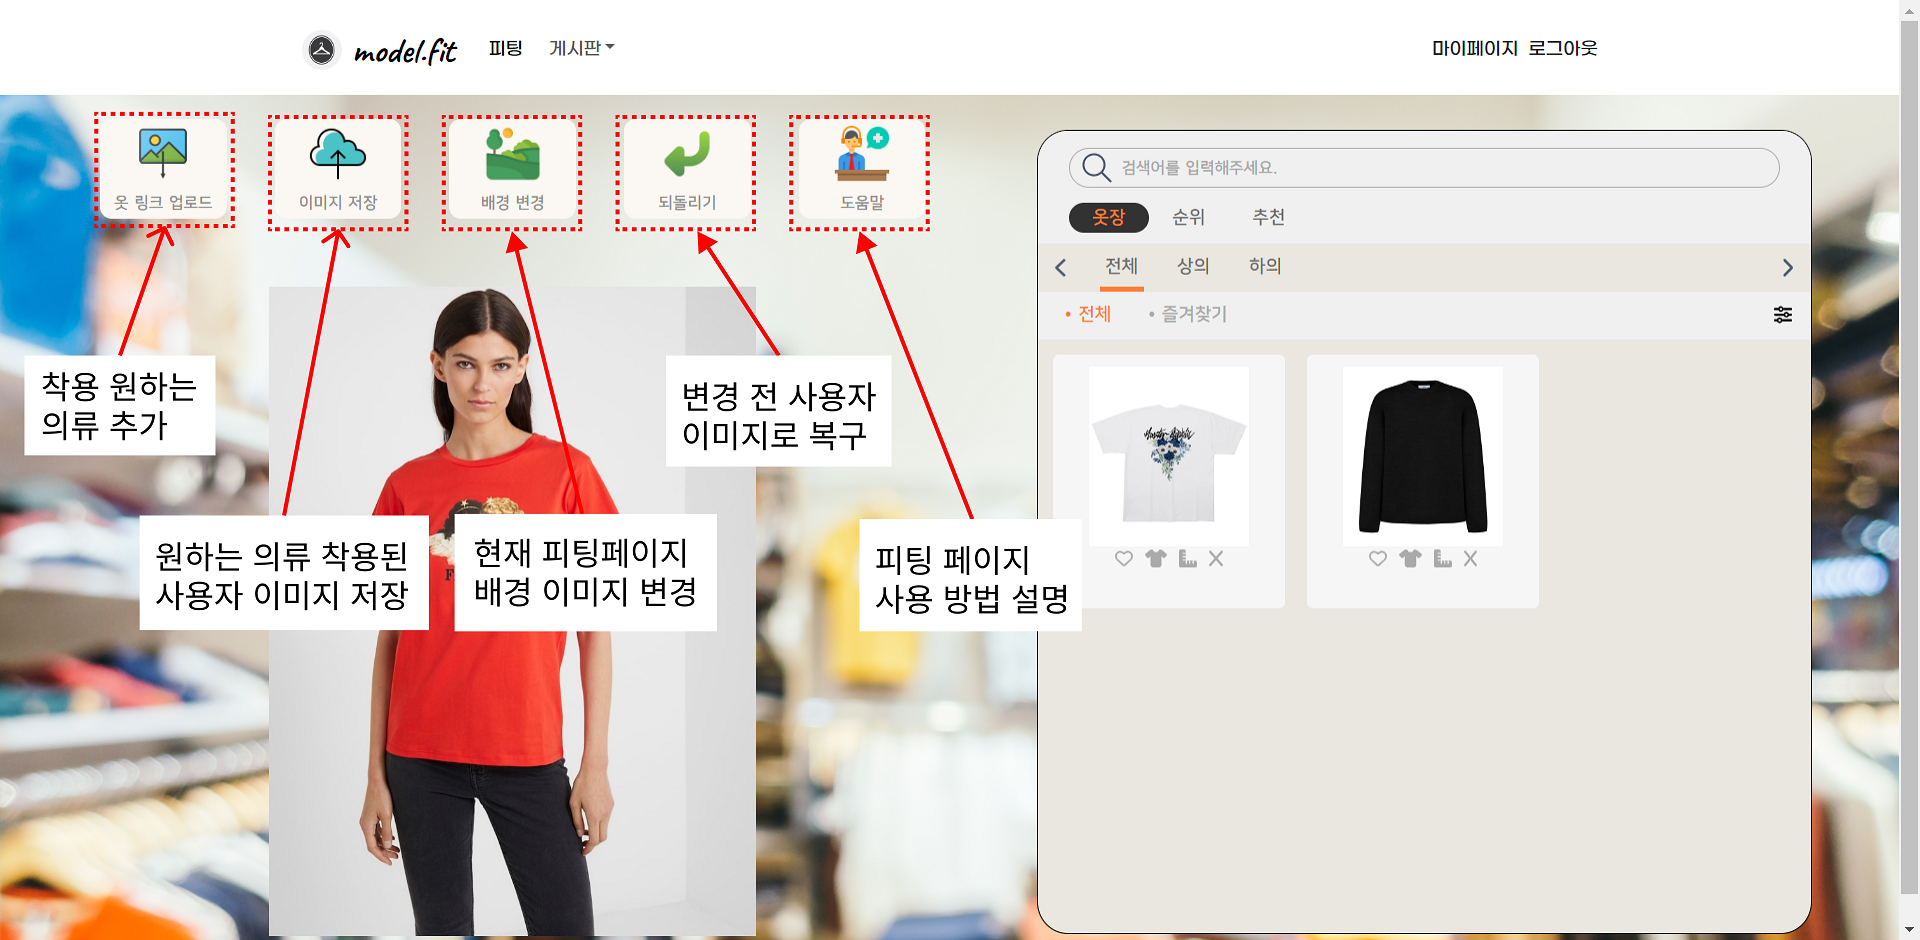 model.fit 피팅 게시판 마이페이지 로그아웃
옷 링크 업로드 이미지 저장 배경 변경 되돌리기 도움말
검색어를 입력해주세요.
옷장 순위 추천
전체 상의 하의
• 전체 • 즐겨찾기
착용 원하는
의류 추가
변경 전 사용자
이미지로 복구
원하는 의류 착용된
사용자 이미지 저장
현재 피팅페이지
배경 이미지 변경
피팅 페이지
사용 방법 설명